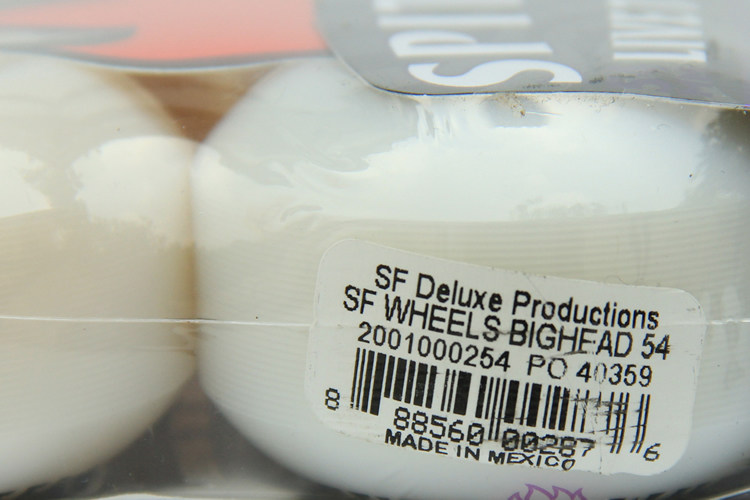 SF Deluxe Productions
SF WHEELS BIGHEAD 54
2001000254 PO 40359
8 88560 00287 6
MADE IN MEXICO